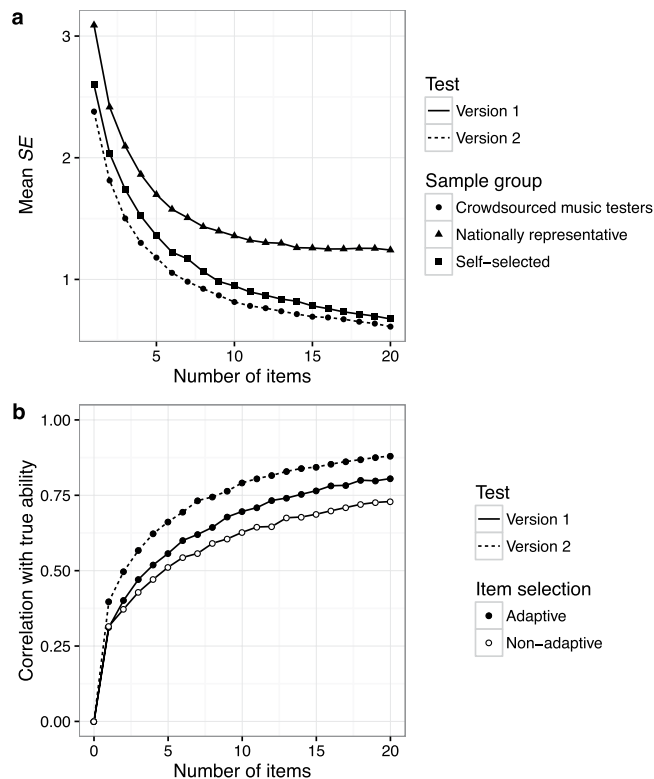 a
3
2
1
Mean SE
5
10
15
20
Number of items
Test
Version 1
Version 2
Sample group
Crowdsourced music testers
Nationally representative
Self−selected
b
1.00
0.75
0.50
0.25
0.00
Correlation with true ability
0
5
10
15
20
Number of items
Test
Version 1
Version 2
Item selection
Adaptive
Non−adaptive